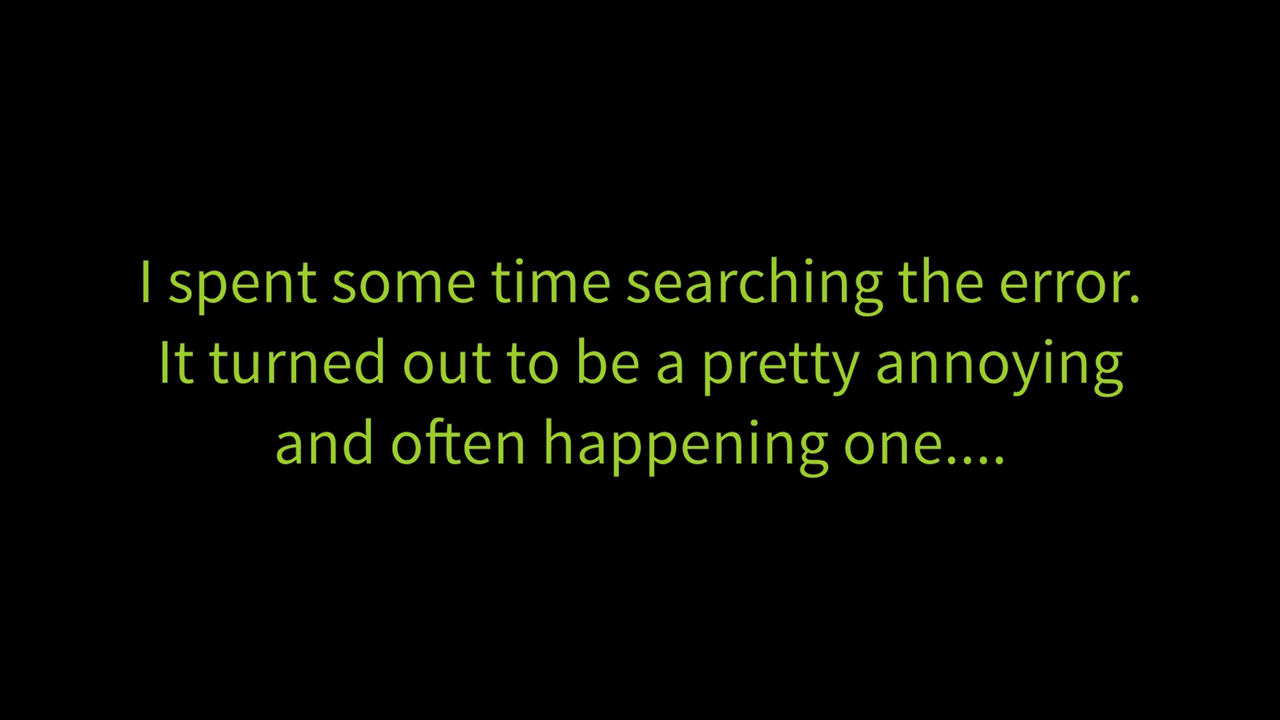 I spent some time searching the error.
It turned out to be a pretty annoying
and often happening one....